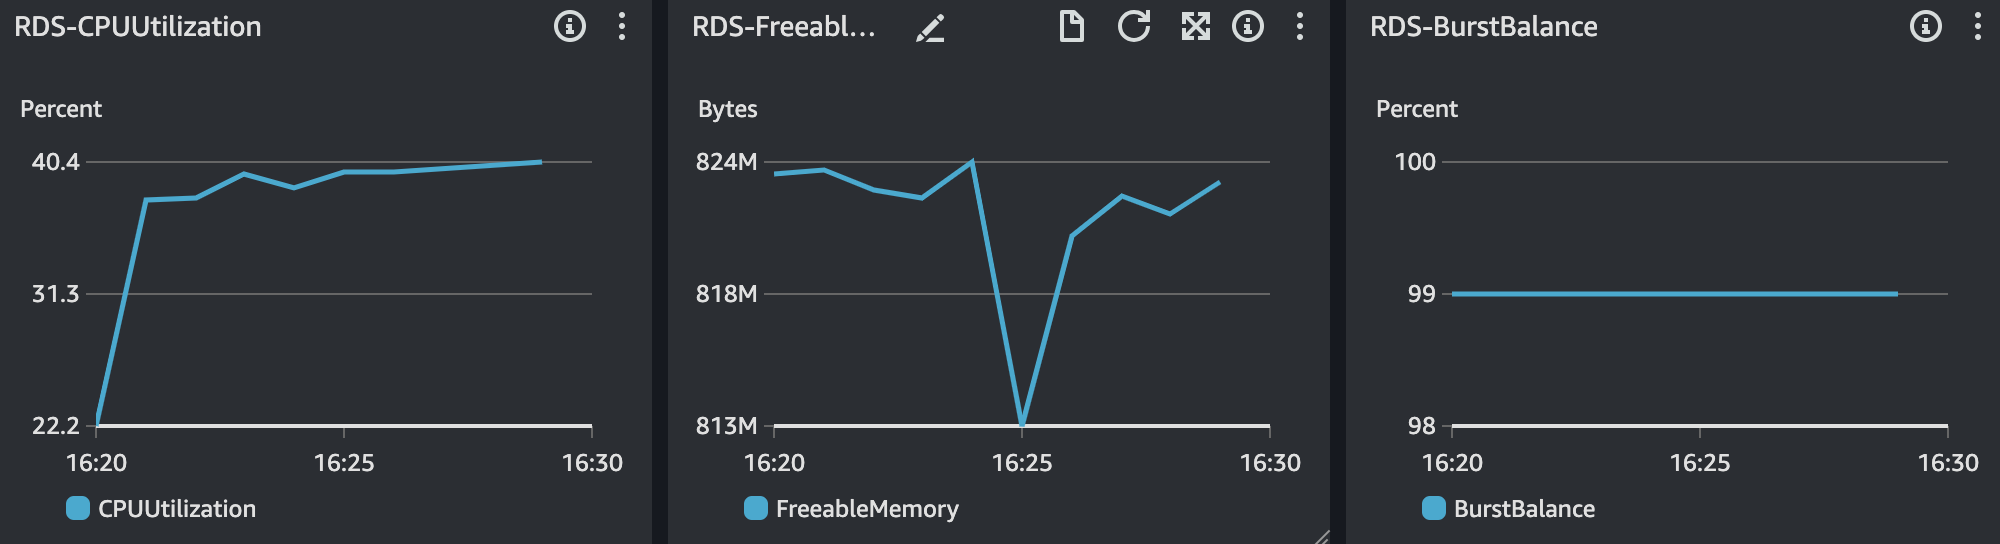 RDS-CPUUtilization
Percent
40.4
31.3
22.2
16:20 16:25 16:30
CPUUtilization
RDS-Freeabl...
Bytes
824M
818M
813M
16:20 16:25 16:30
FreeableMemory
RDS-BurstBalance
Percent
100
99
98
16:20 16:25 16:30
BurstBalance